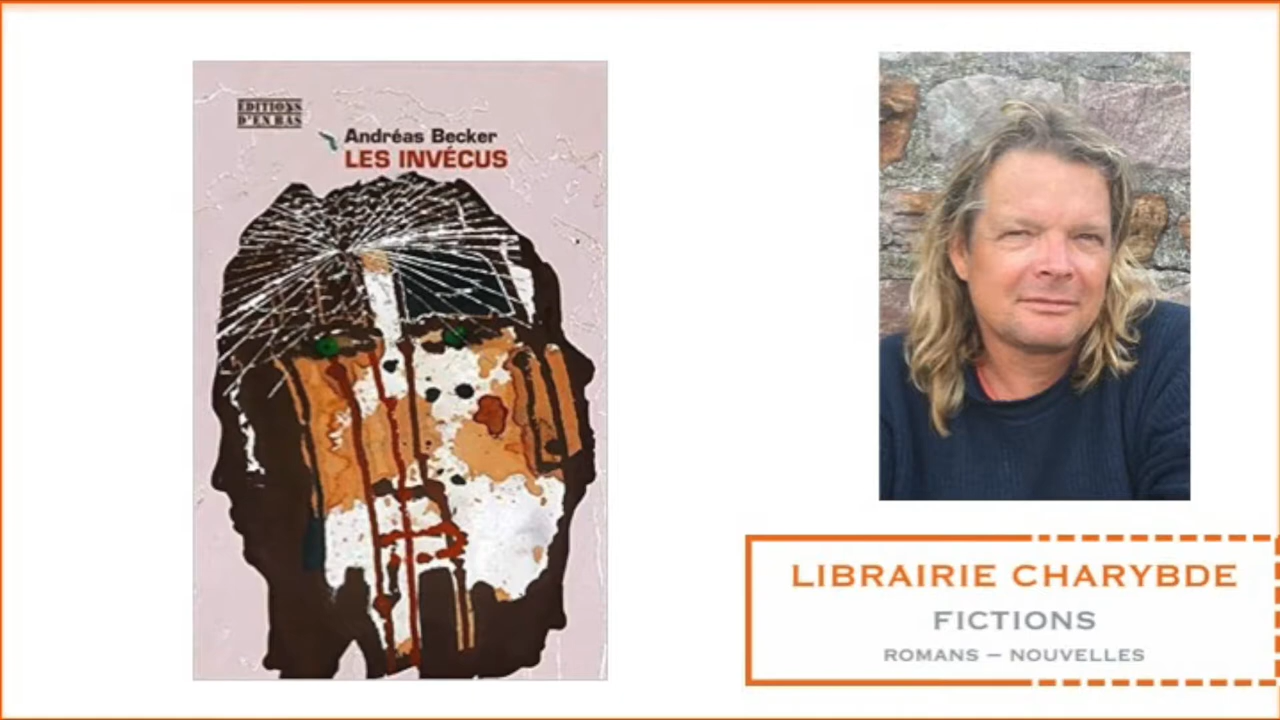 EDITIONS
D'EN BAS
Andréas Becker
LES INVÉCUS
LIBRAIRIE CHARYBDE
FICTIONS
ROMANS – NOUVELLES